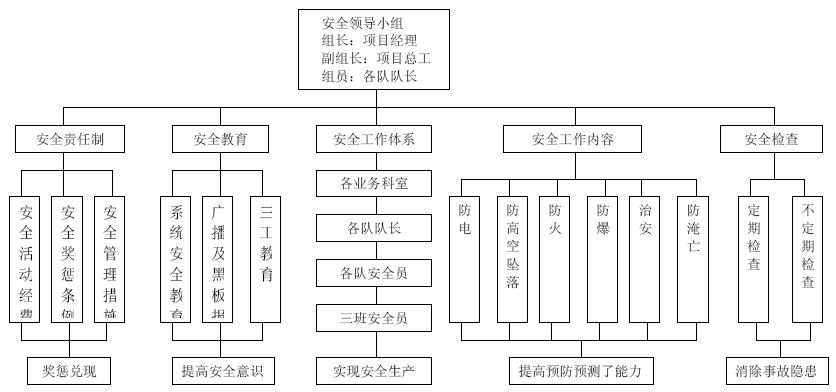 安全领导小组
组长：项目经理
副组长：项目总工
组员：各队队长
安全责任制
安全教育
安全工作体系
安全工作内容
安全检查
安全活动经费
安全奖惩条例
安全管理措施
系统安全教育
广播及黑板报
三工教育
各业务科室
各队队长
各队安全员
三班安全员
防电
防高空坠落
防火
防爆
治安
防淹亡
定期检查
不定期检查
奖惩兑现
提高安全意识
实现安全生产
提高预防预测了能力
消除事故隐患